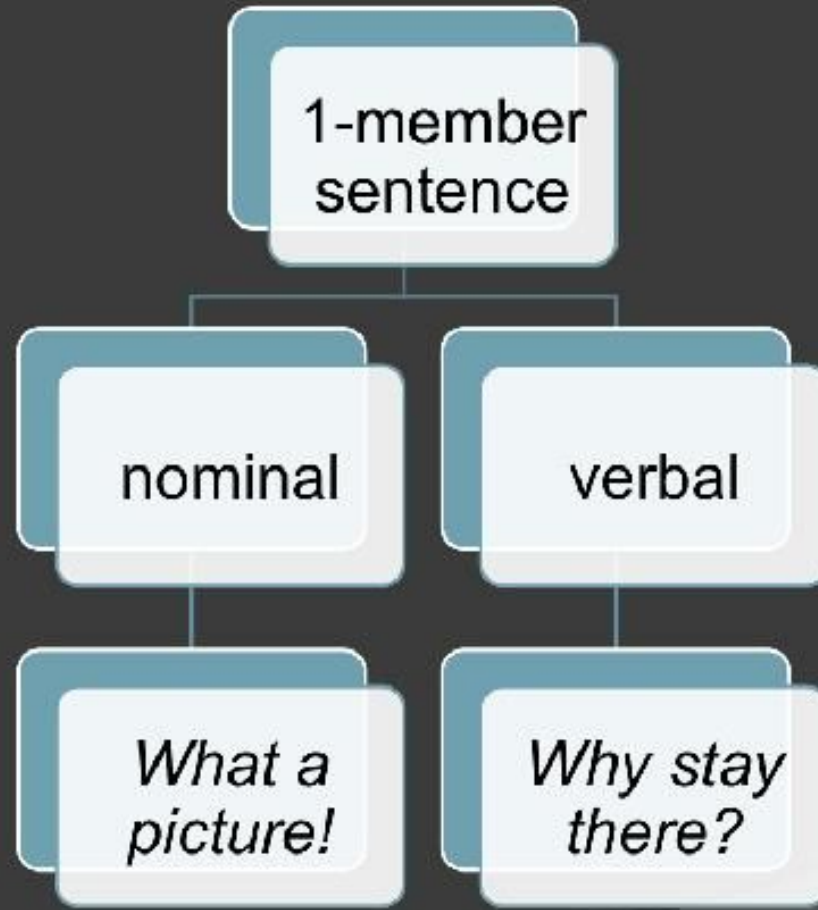 1-member
sentence
nominal
verbal
What a
picture!
Why stay
there?